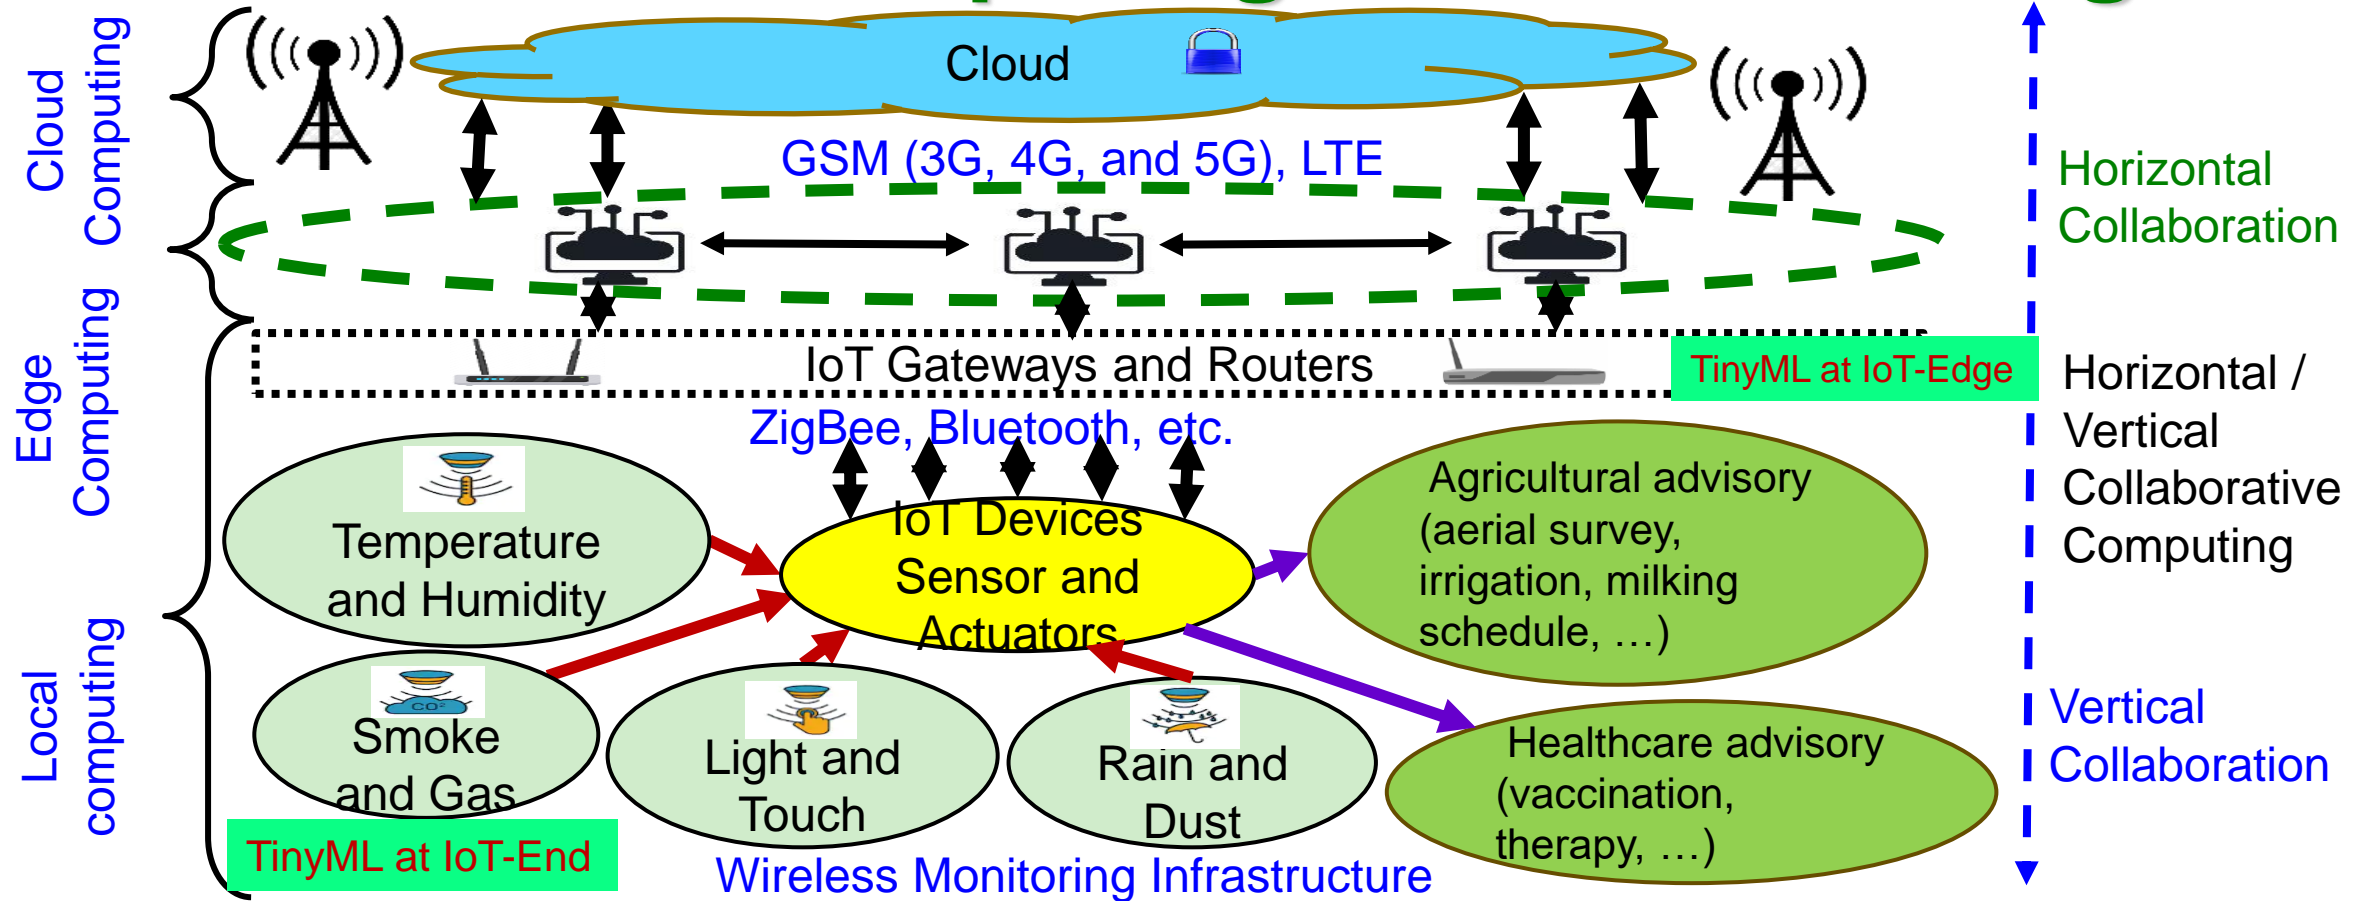 Cloud
Computing
Cloud
GSM (3G, 4G, and 5G), LTE
Horizontal
Collaboration
Edge
Computing
IoT Gateways and Routers
TinyML at IoT-Edge
Horizontal /
Vertical
Collaborative
Computing
ZigBee, Bluetooth, etc.
Temperature
and Humidity
IoT Devices
Sensor and
Actuators
Agricultural advisory
(aerial survey,
irrigation, milking
schedule, …)
Local
computing
CO²
Smoke
and Gas
Light and
Touch
Rain and
Dust
Healthcare advisory
(vaccination,
therapy, …)
Vertical
Collaboration
TinyML at IoT-End
Wireless Monitoring Infrastructure